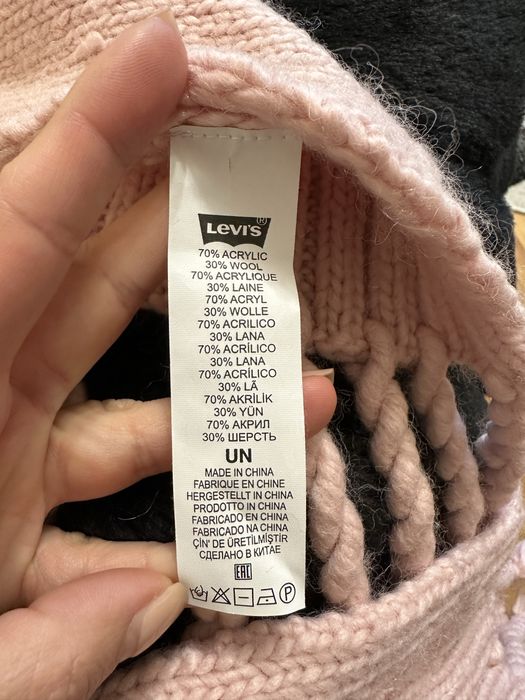 LEVI'S ®
70% ACRYLIC
30% WOOL
70% ACRYLIQUE
30% LAINE
70% ACRYL
30% WOLLE
70% ACRILICO
30% LANA
70% ACRÍLICO
30% LANA
70% ACRÍLICO
30% LÃ
70% AKRİLİK
30% YÜN
70% АКРИЛ
30% ШЕРСТЬ
UN
MADE IN CHINA
FABRIQUE EN CHINE
HERGESTELLT IN CHINA
PRODOTTO IN CHINA
FABRICADO EN CHINA
FABRICADO NA CHINA
ÇİN' DE ÜRETİLMİŞTİR
СДЕЛАНО В КИТАЕ
EAC
P